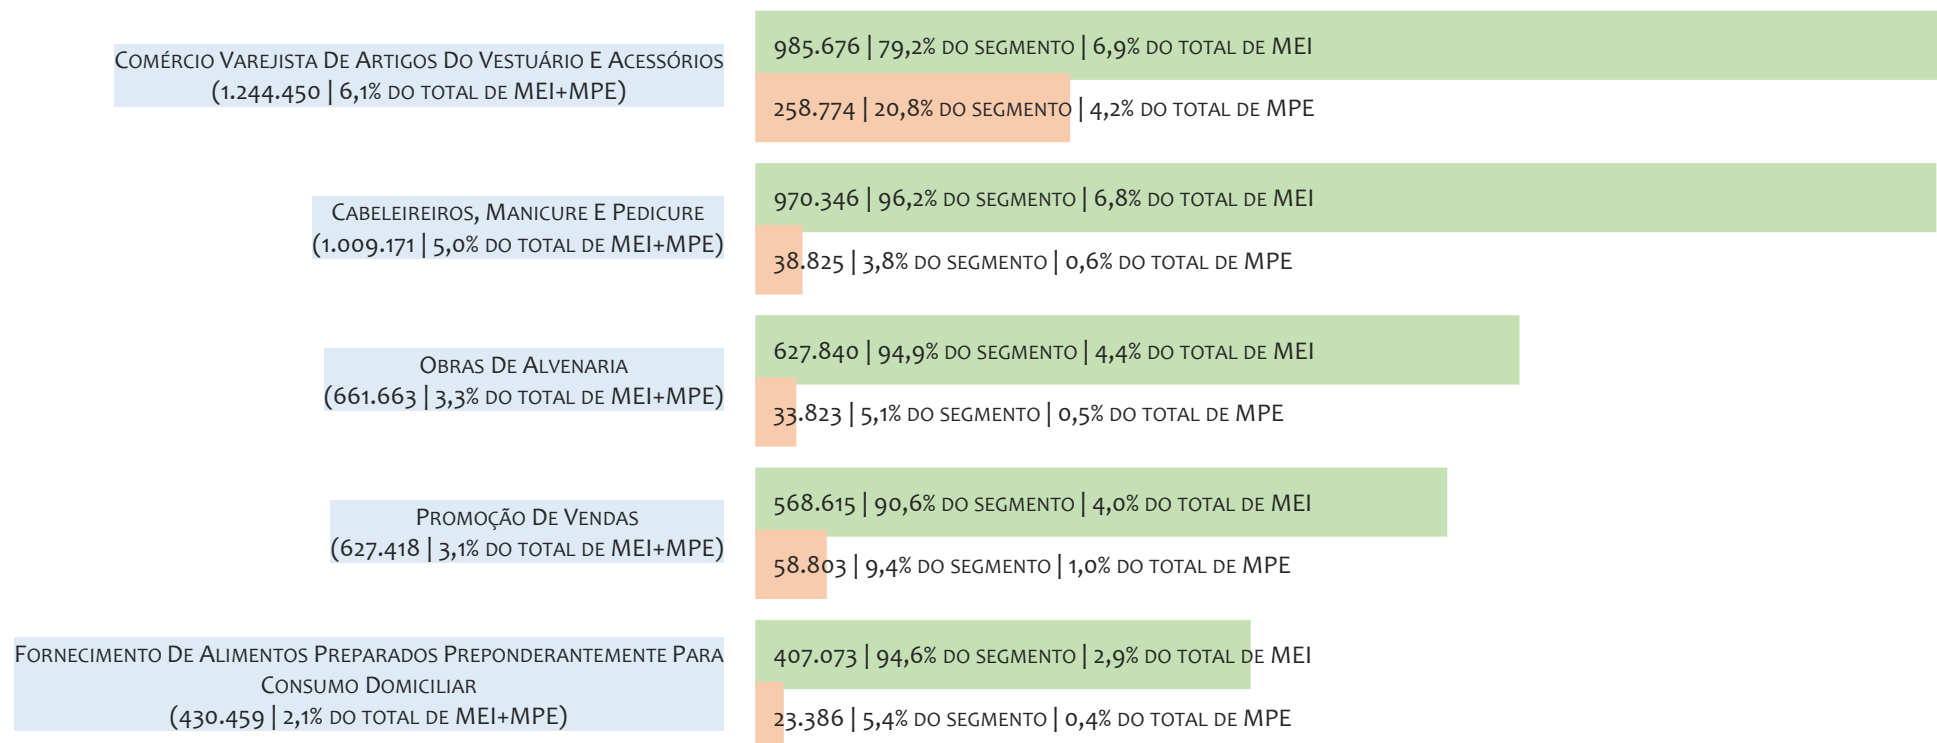 Comércio Varejista De Artigos Do Vestuário E Acessórios
(1.244.450 | 6,1% do total de MEI+MPE)
985.676 | 79,2% do segmento | 6,9% do total de MEI
258.774 | 20,8% do segmento | 4,2% do total de MPE
Cabeleireiros, Manicure E Pedicure
(1.009.171 | 5,0% do total de MEI+MPE)
970.346 | 96,2% do segmento | 6,8% do total de MEI
38.825 | 3,8% do segmento | 0,6% do total de MPE
Obras De Alvenaria
(661.663 | 3,3% do total de MEI+MPE)
627.840 | 94,9% do segmento | 4,4% do total de MEI
33.823 | 5,1% do segmento | 0,5% do total de MPE
Promoção De Vendas
(627.418 | 3,1% do total de MEI+MPE)
568.615 | 90,6% do segmento | 4,0% do total de MEI
58.803 | 9,4% do segmento | 1,0% do total de MPE
Fornecimento De Alimentos Preparados Preponderantemente Para
Consumo Domiciliar
(430.459 | 2,1% do total de MEI+MPE)
407.073 | 94,6% do segmento | 2,9% do total de MEI
23.386 | 5,4% do segmento | 0,4% do total de MPE